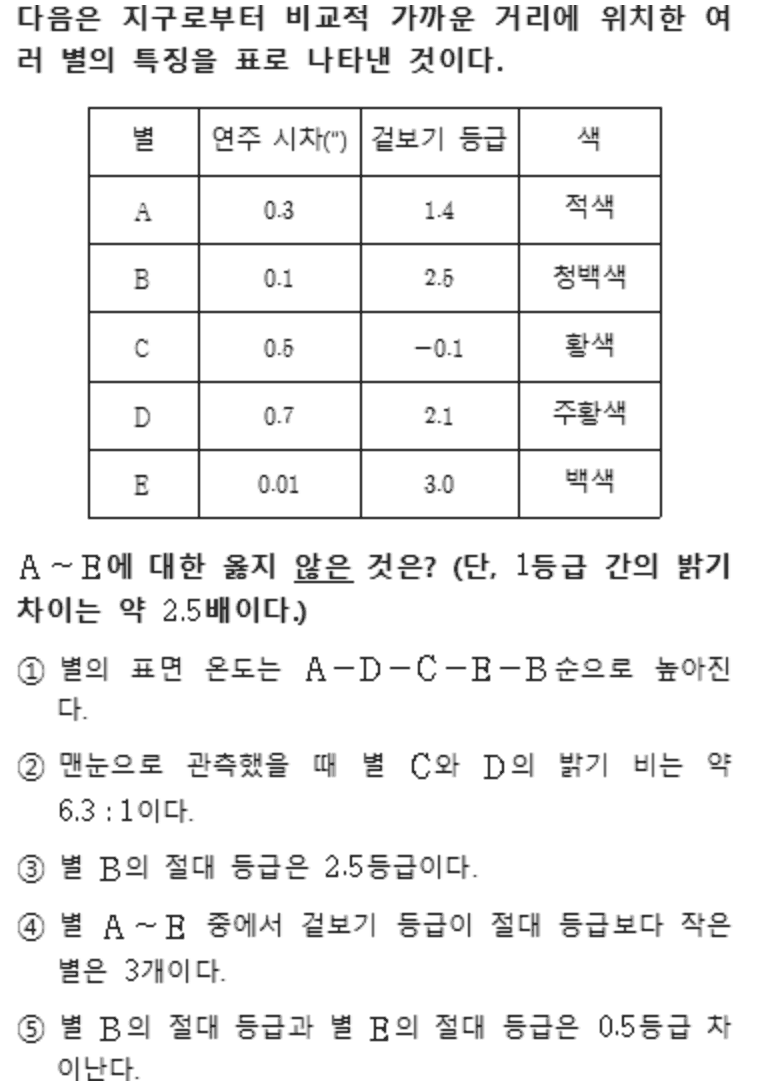 다음은 지구로부터 비교적 가까운 거리에 위치한 여
러 별의 특징을 표로 나타낸 것이다.
별 연주 시차(") 겉보기 등급 색
A 0.3 1.4 적색
B 0.1 2.5 청백색
C 0.5 −0.1 황색
D 0.7 2.1 주황색
E 0.01 3.0 백색
A ~ E에 대한 옳지 않은 것은? (단, 1등급 간의 밝기
차이는 약 2.5배이다.)
① 별의 표면 온도는 A－D－C－E－B순으로 높아진
다.
② 맨눈으로 관측했을 때 별 C와 D의 밝기 비는 약
6.3 : 1이다.
③ 별 B의 절대 등급은 2.5등급이다.
④ 별 A ~ E 중에서 겉보기 등급이 절대 등급보다 작은
별은 3개이다.
⑤ 별 B의 절대 등급과 별 E의 절대 등급은 0.5등급 차
이난다.